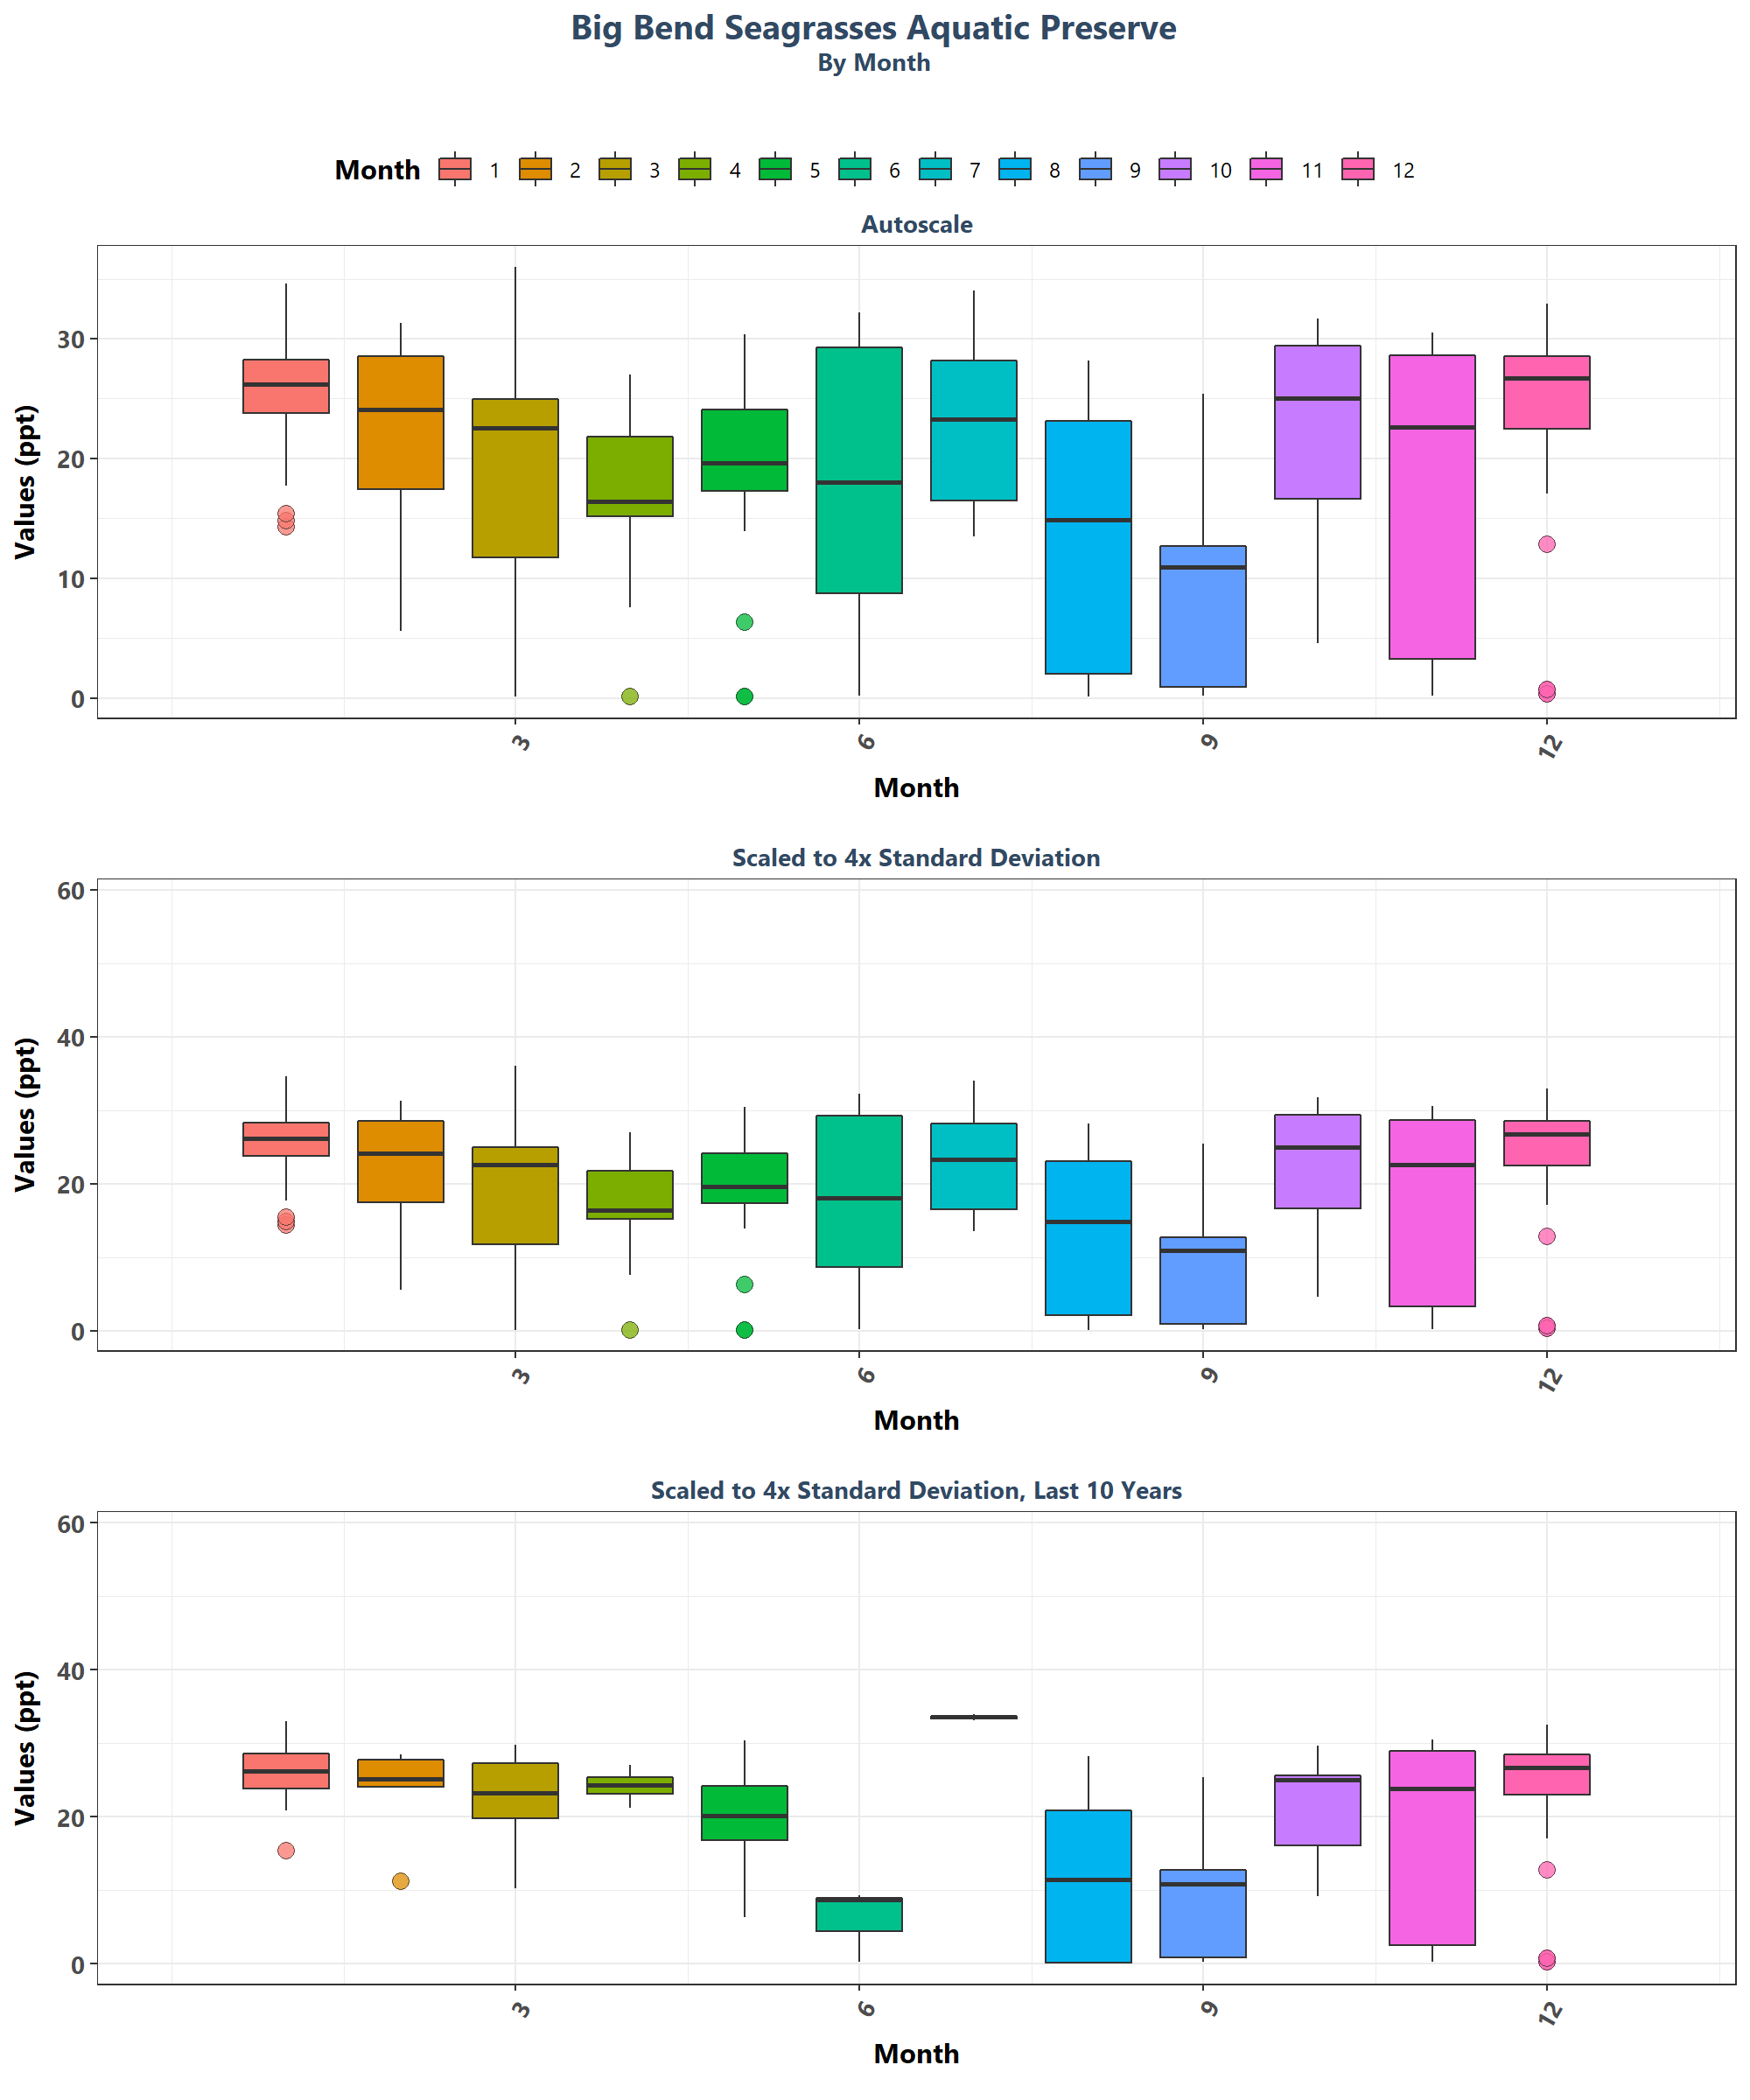 Big Bend Seagrasses Aquatic Preserve
By Month
Month 1 2 3 4 5 6 7 8 9 10 11 12
Autoscale
Values (ppt)
30
20
10
0
3 6 9 12
Month
Scaled to 4x Standard Deviation
Values (ppt)
60
40
20
0
3 6 9 12
Month
Scaled to 4x Standard Deviation, Last 10 Years
Values (ppt)
60
40
20
0
3 6 9 12
Month